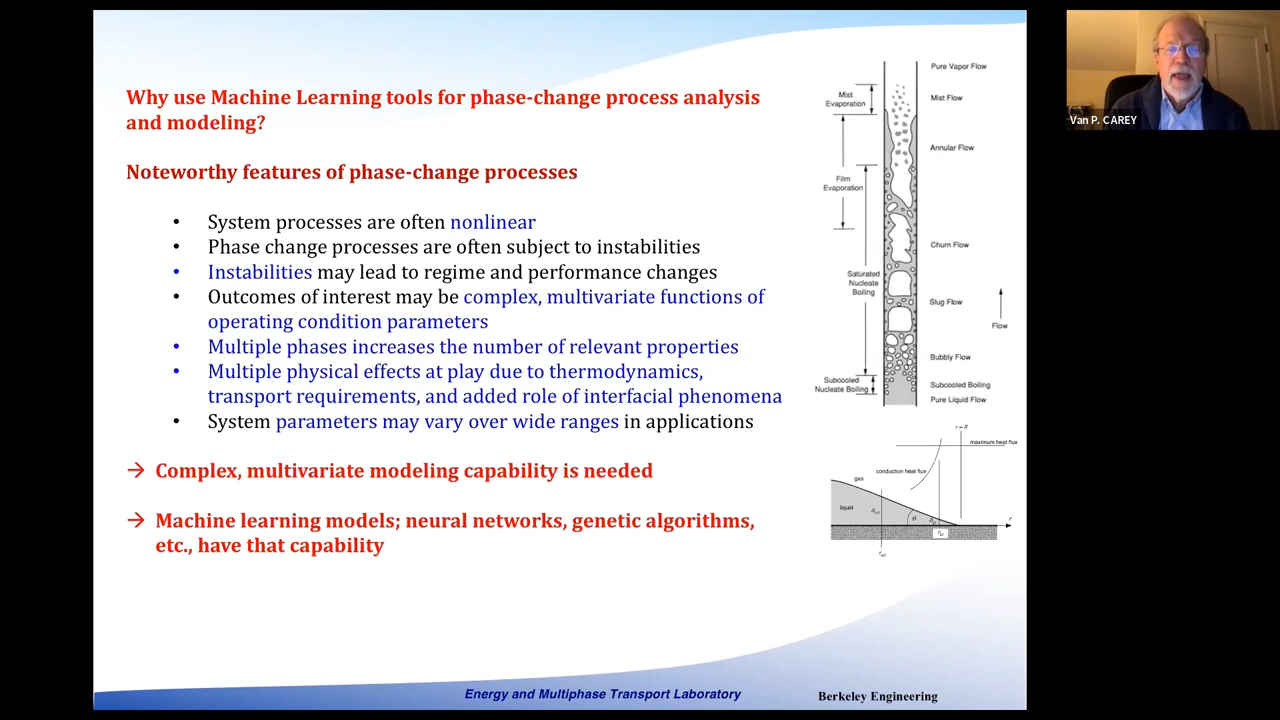 Why use Machine Learning tools for phase-change process analysis
and modeling?
Noteworthy features of phase-change processes
• System processes are often nonlinear
• Phase change processes are often subject to instabilities
• Instabilities may lead to regime and performance changes
• Outcomes of interest may be complex, multivariate functions of
operating condition parameters
• Multiple phases increases the number of relevant properties
• Multiple physical effects at play due to thermodynamics,
transport requirements, and added role of interfacial phenomena
• System parameters may vary over wide ranges in applications
→ Complex, multivariate modeling capability is needed
→ Machine learning models; neural networks, genetic algorithms,
etc., have that capability
Pure Vapor Flow
Mist
Evaporation
Mist Flow
Annular Flow
Film
Evaporation
Churn Flow
Saturated
Nucleate
Boiling
Slug Flow
Flow
Bubbly Flow
Subcooled
Nucleate Boiling
Subcooled Boiling
Pure Liquid Flow
r = R
maximum heat flux
conduction heat flux
gas
liquid
θ
r
Energy and Multiphase Transport Laboratory
Berkeley Engineering
Van P. CAREY